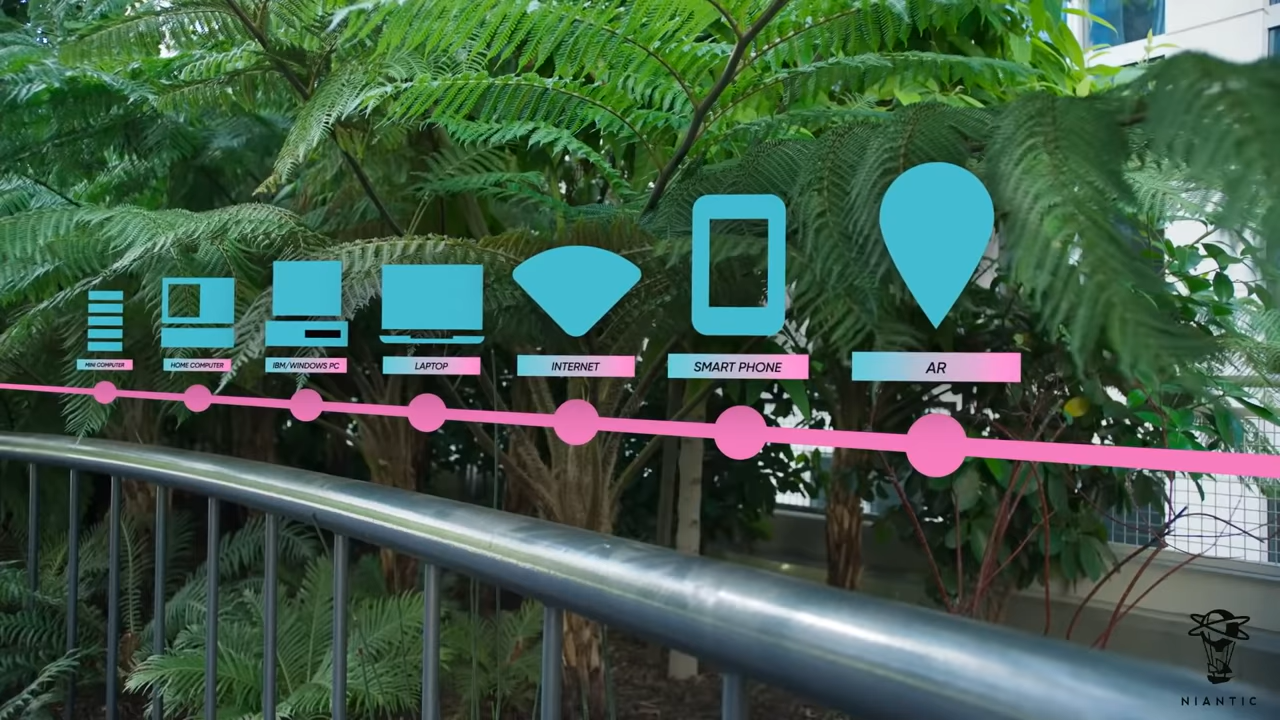 MINI COMPUTER
HOME COMPUTER
IBM/WINDOWS PC
LAPTOP
INTERNET
SMART PHONE
AR
NIANTIC